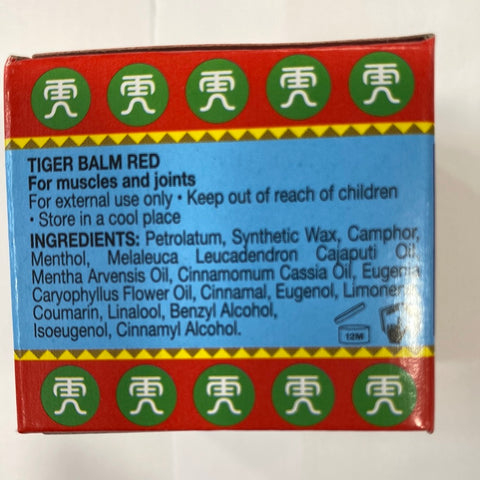 TIGER BALM RED
For muscles and joints
For external use only • Keep out of reach of children
• Store in a cool place
INGREDIENTS: Petrolatum, Synthetic Wax, Camphor,
Menthol, Melaleuca Leucadendron Cajaputi Oil,
Mentha Arvensis Oil, Cinnamomum Cassia Oil, Eugenia
Caryophyllus Flower Oil, Cinnamal, Eugenol, Limonene,
Coumarin, Linalool, Benzyl Alcohol,
Isoeugenol, Cinnamyl Alcohol.
12M